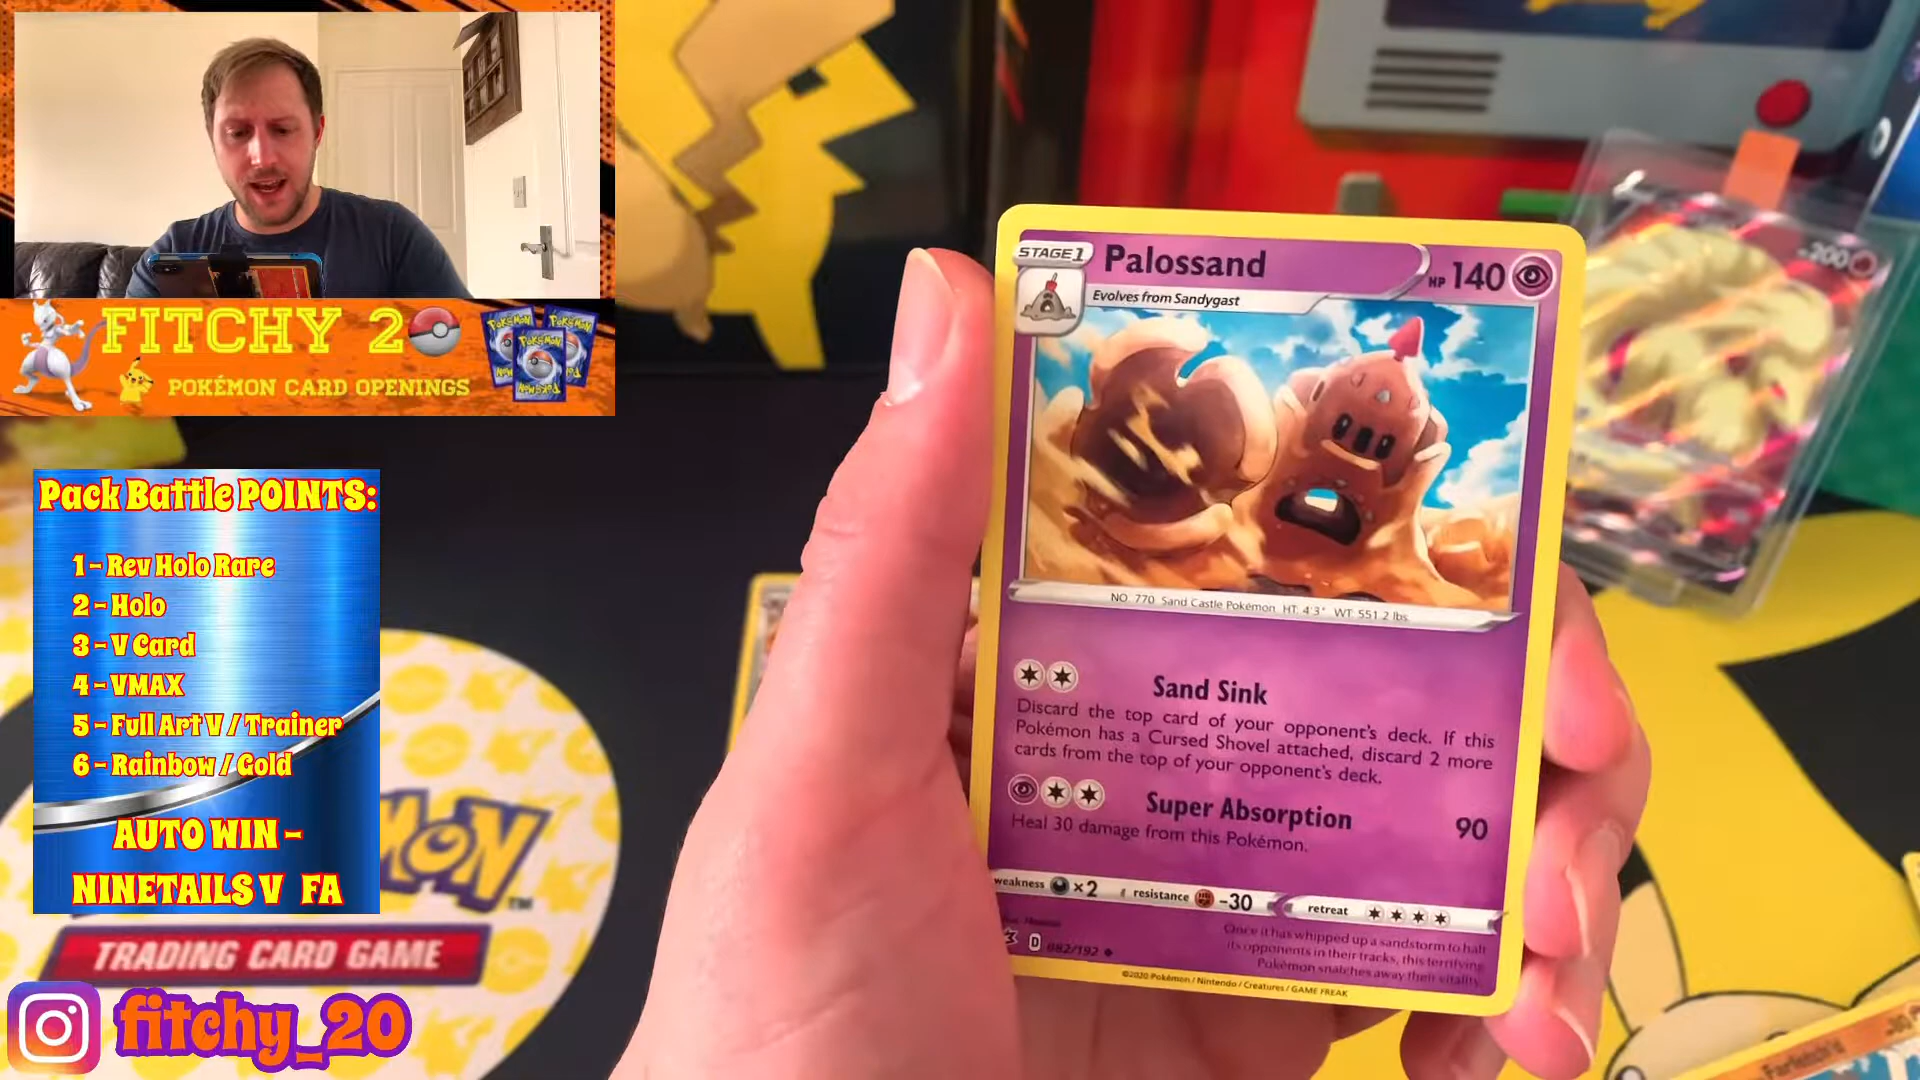 FITCHY 20
POKÉMON CARD OPENINGS
Pack Battle POINTS:
1 - Rev Holo Rare
2 - Holo
3 - V Card
4 - VMAX
5 - Full Art V / Trainer
6 - Rainbow / Gold
AUTO WIN -
NINETAILS V FA
MON
TRADING CARD GAME
fitchy_20
STAGE 1
Palossand
HP 140
Evolves from Sandygast
NO. 770 Sand Castle Pokémon HT: 4'3" WT: 551.2 lbs.
Sand Sink
Discard the top card of your opponent's deck. If this
Pokémon has a Cursed Shovel attached, discard 2 more
cards from the top of your opponent's deck.
Super Absorption 90
Heal 30 damage from this Pokémon.
weakness ×2 resistance -30 retreat
Once it has whipped up a sandstorm to halt
its opponents in their tracks, this terrifying
Pokémon snatches away their vitality.
D 082/192
©2020 Pokémon / Nintendo / Creatures / GAME FREAK
200
Farfetch'd